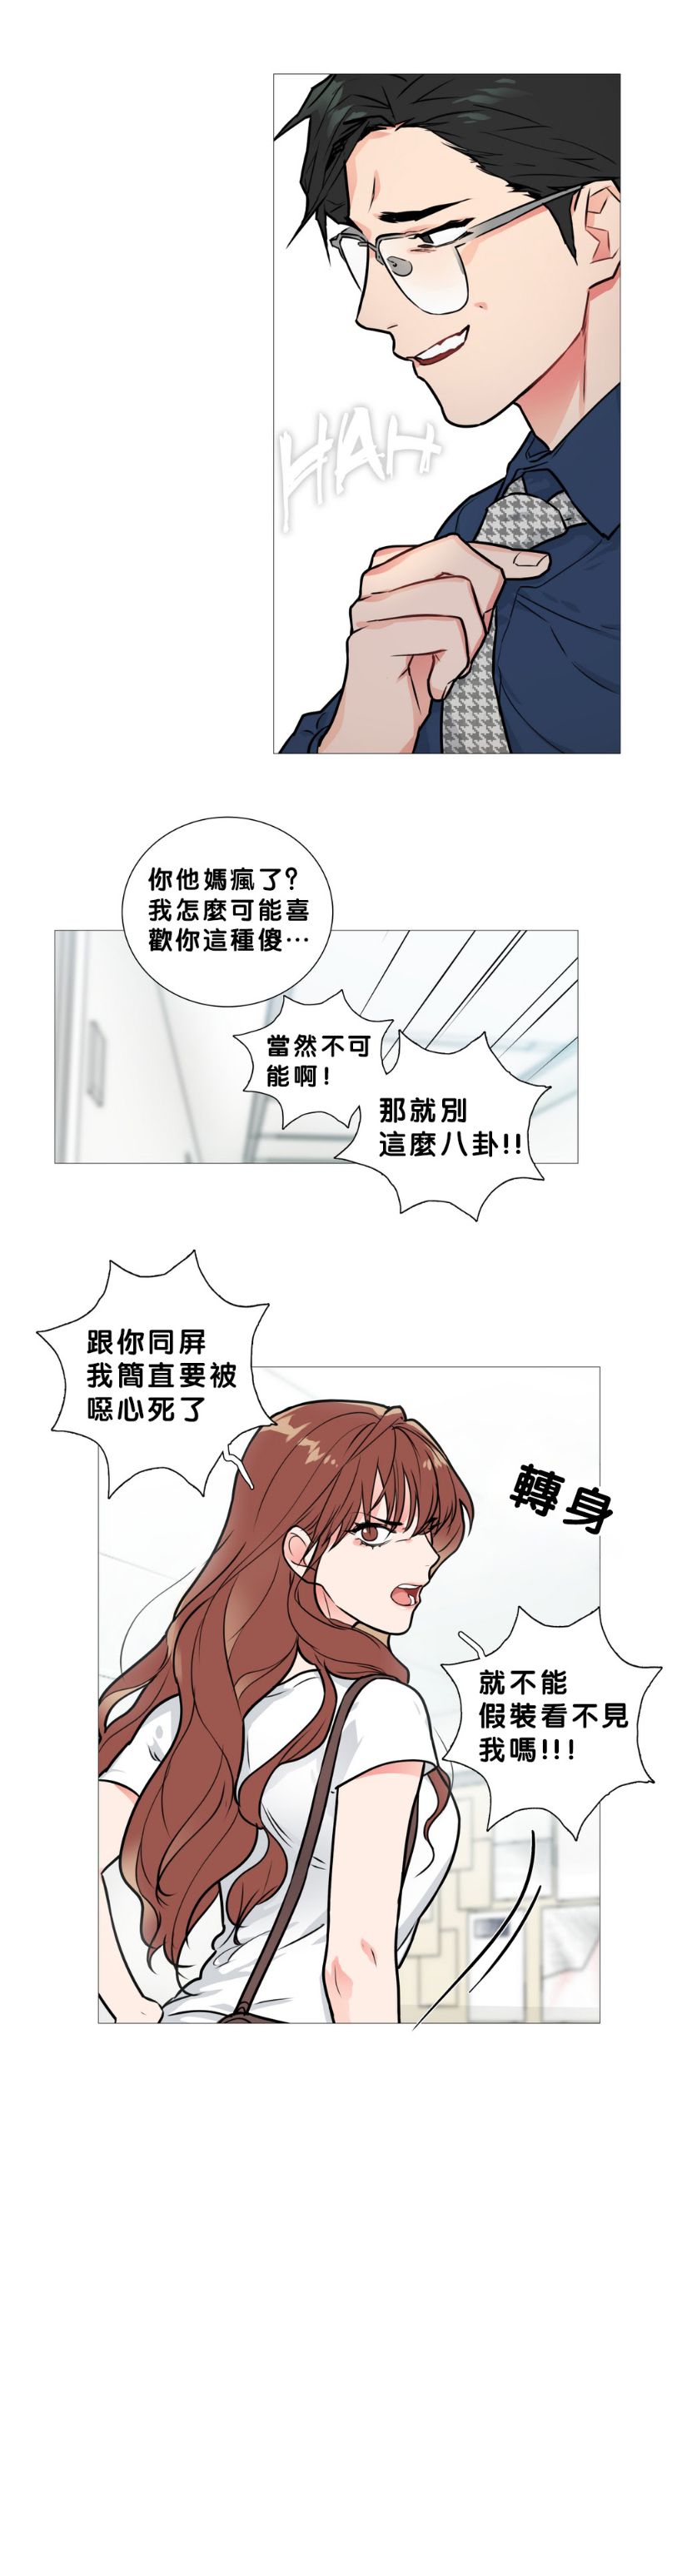 HAH
你他媽瘋了?
我怎麼可能喜
歡你這種傻…
當然不可
能啊!
那就別
這麼八卦!!
跟你同屏
我簡直要被
噁心死了
轉身
就不能
假裝看不見
我嗎!!!